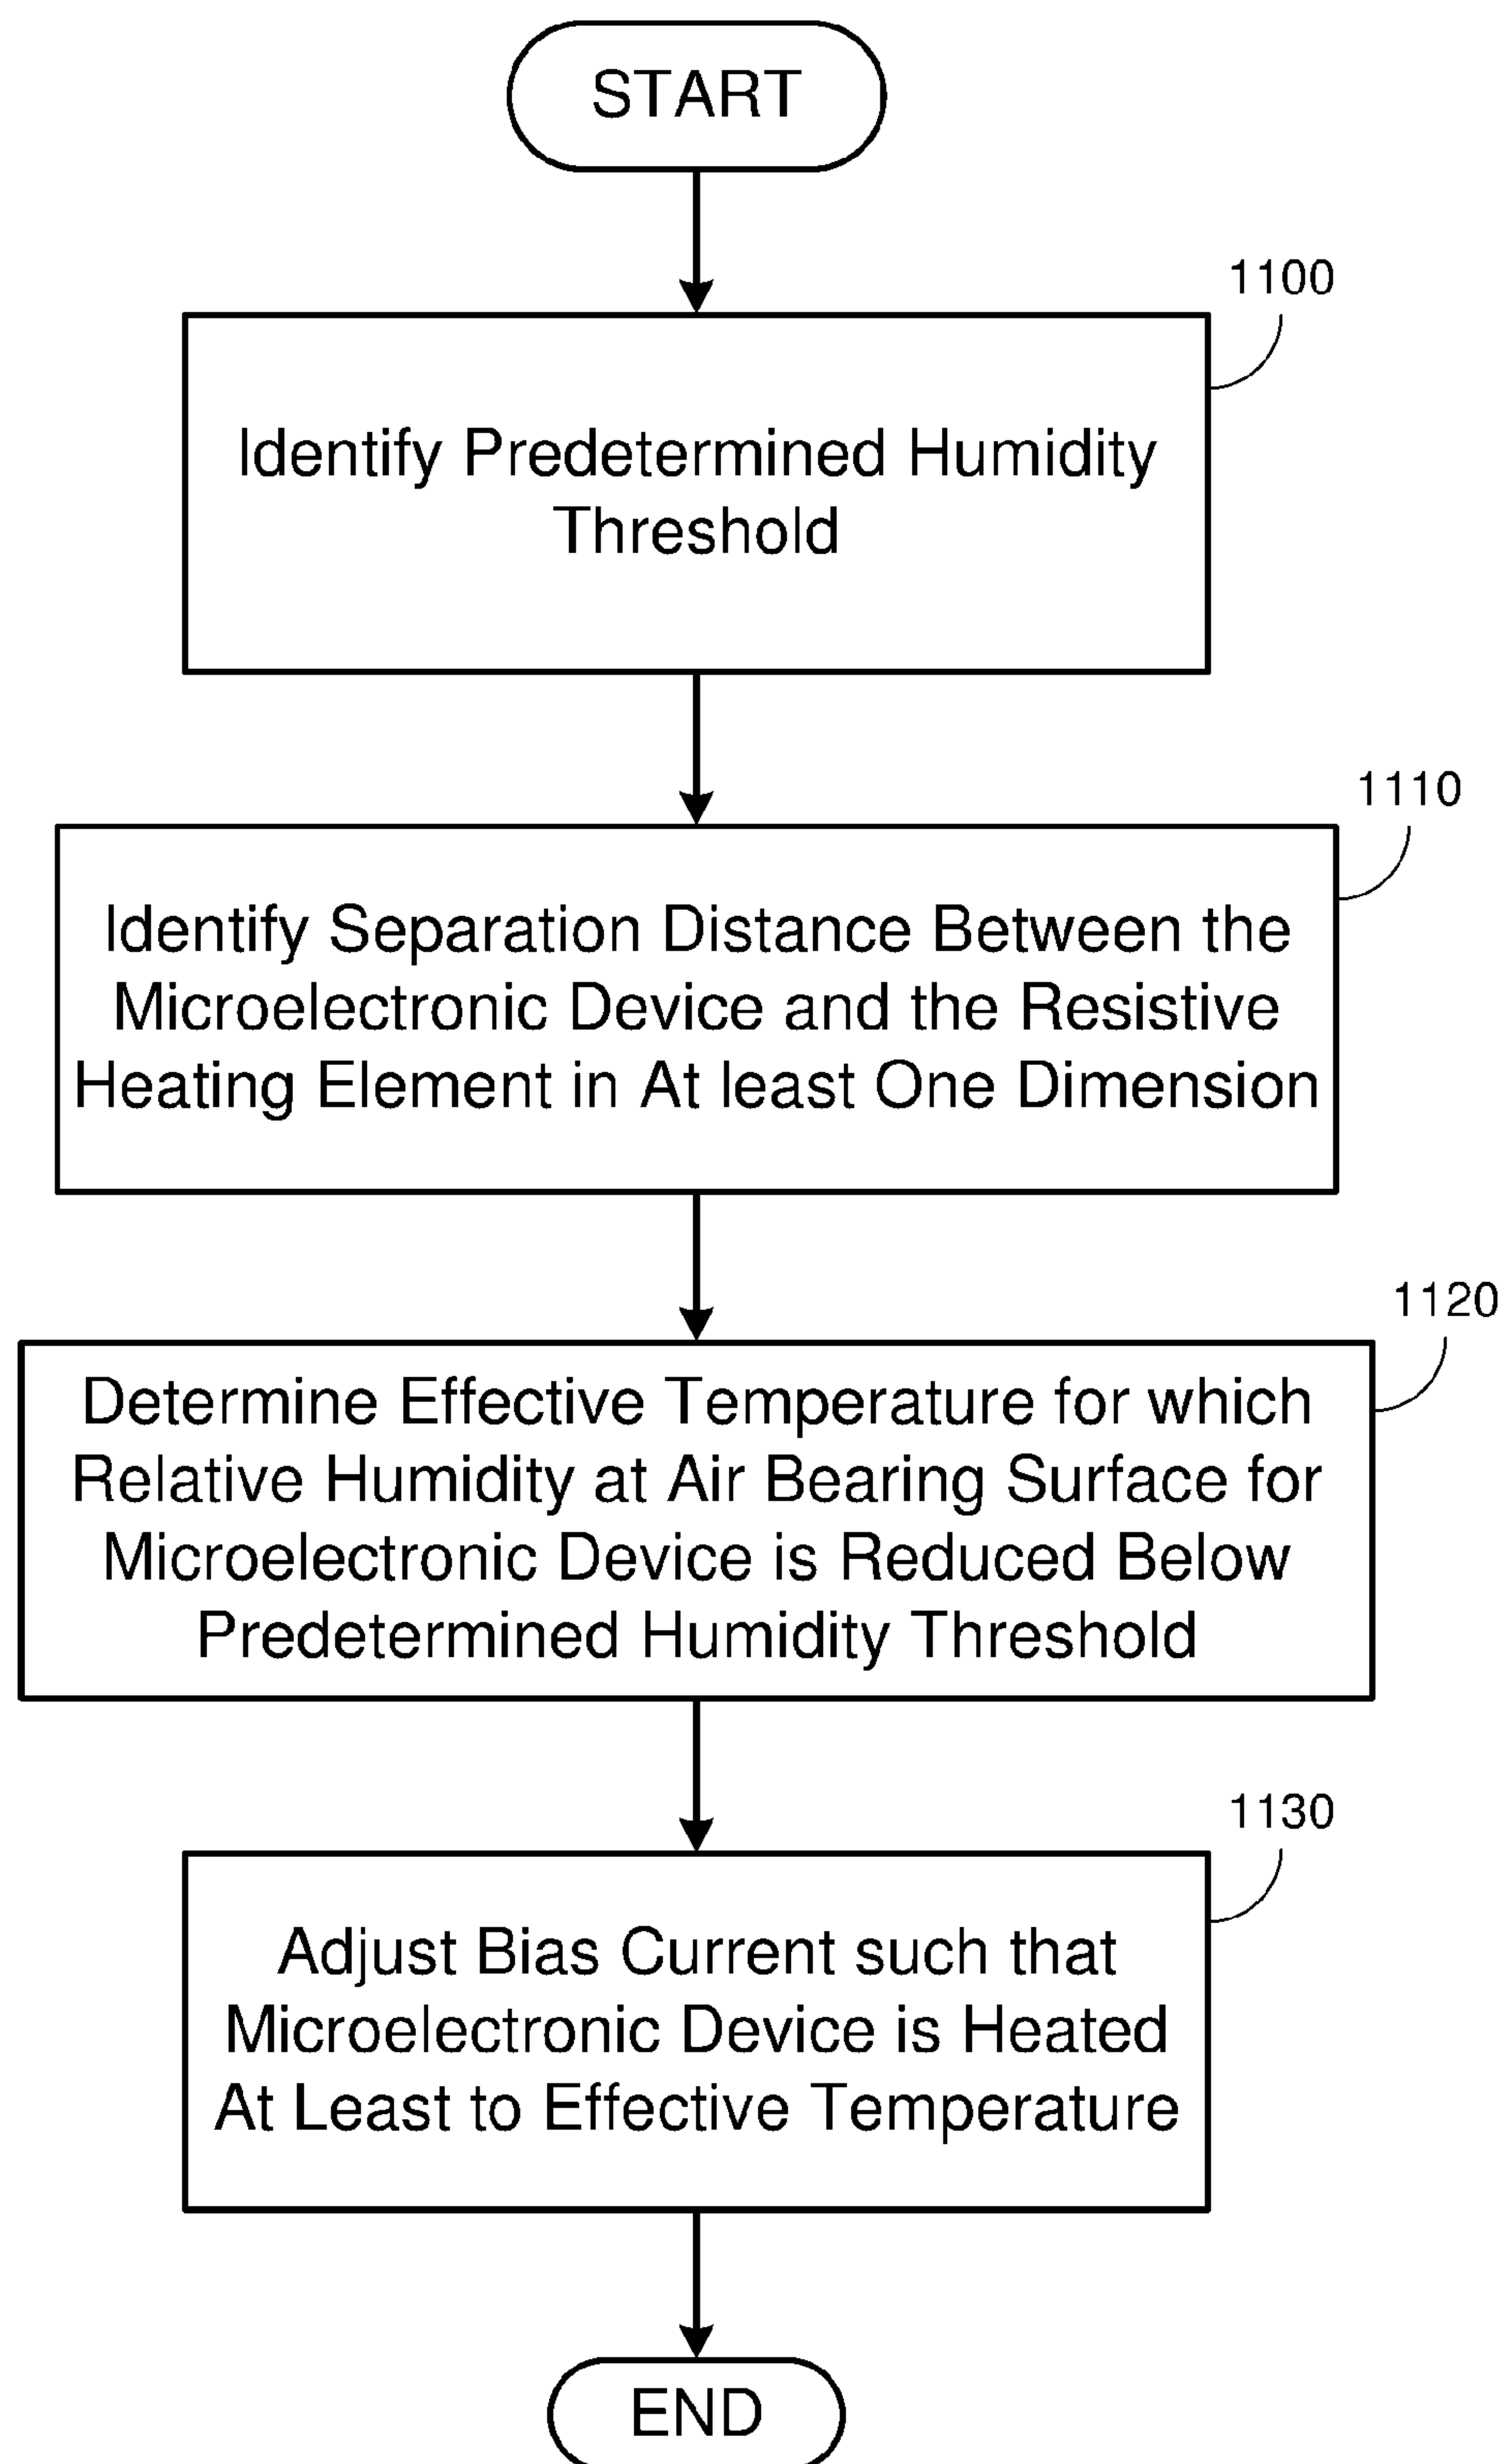 START
1100
Identify Predetermined Humidity
Threshold
1110
Identify Separation Distance Between the
Microelectronic Device and the Resistive
Heating Element in At least One Dimension
1120
Determine Effective Temperature for which
Relative Humidity at Air Bearing Surface for
Microelectronic Device is Reduced Below
Predetermined Humidity Threshold
1130
Adjust Bias Current such that
Microelectronic Device is Heated
At Least to Effective Temperature
END